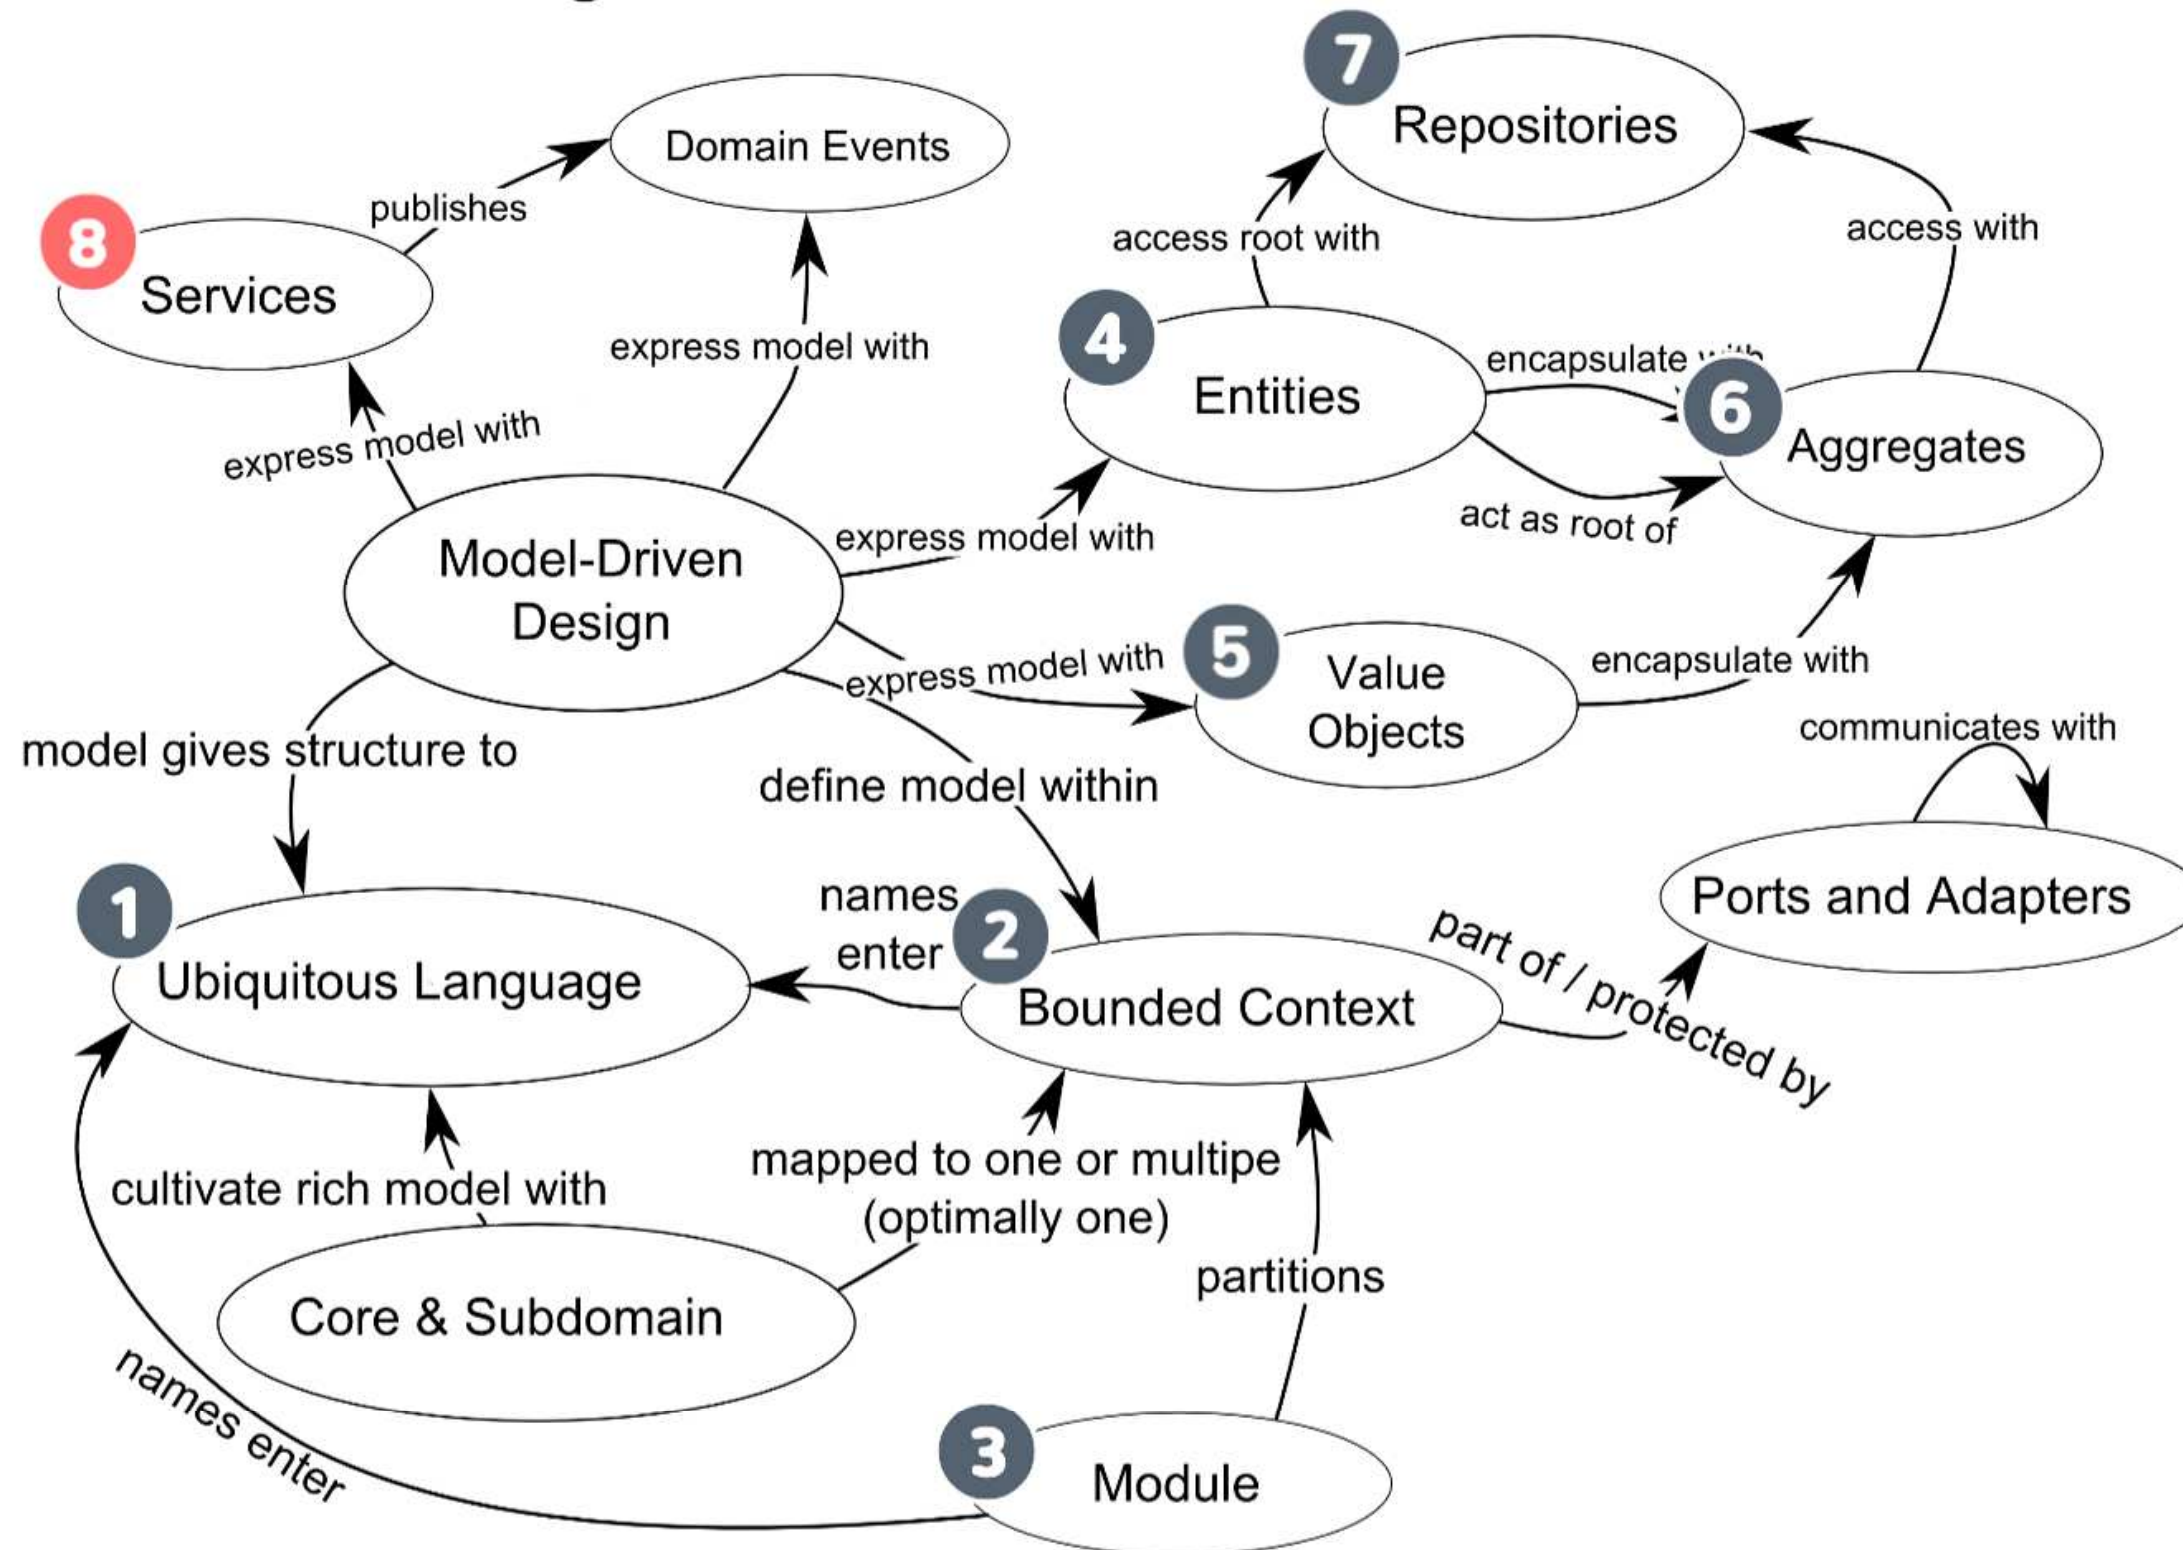 7
Repositories
Domain Events
publishes
8
Services
access root with
access with
express model with
4
Entities
encapsulate with
6
Aggregates
express model with
act as root of
express model with
Model-Driven
Design
5
Value
Objects
express model with
encapsulate with
communicates with
model gives structure to
define model within
1
Ubiquitous Language
names
enter
2
Bounded Context
Ports and Adapters
part of / protected by
cultivate rich model with
mapped to one or multipe
(optimally one)
partitions
Core & Subdomain
names enter
3
Module